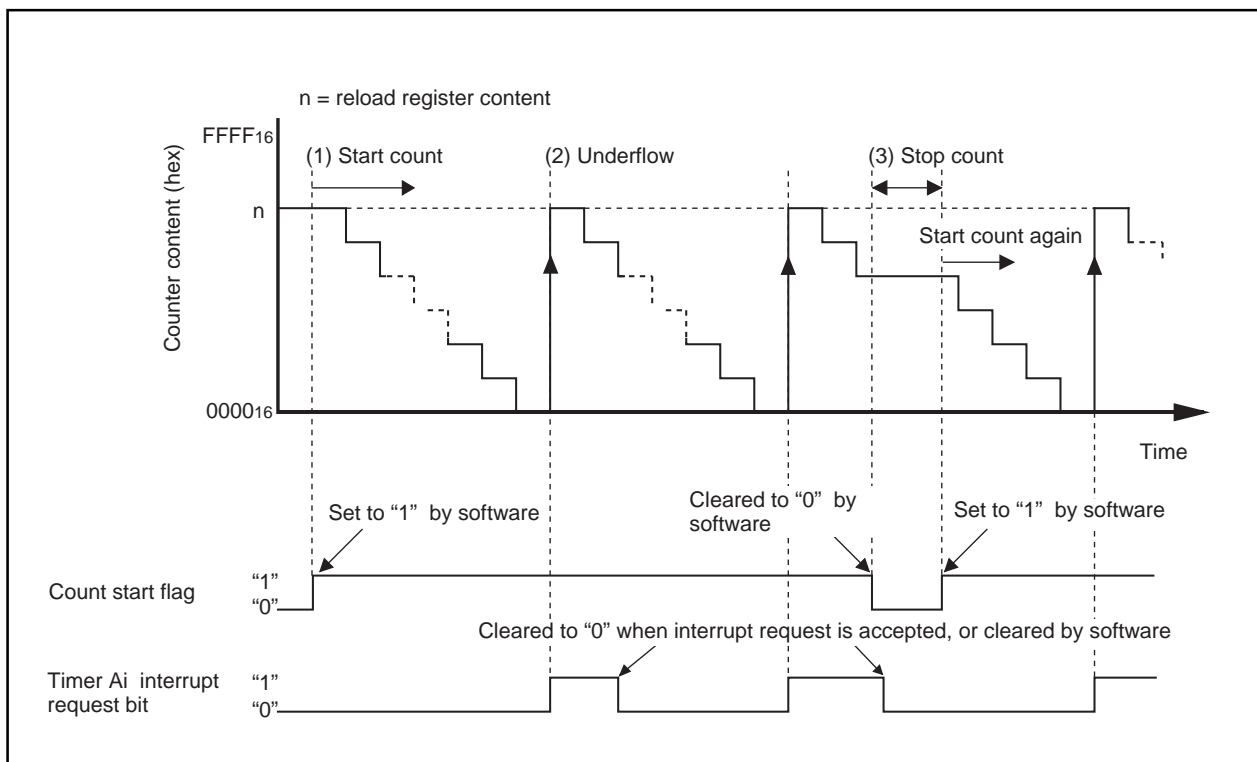 n = reload register content
FFFF16
Counter content (hex)
(1) Start count
(2) Underflow
(3) Stop count
n
Start count again
000016
Time
Set to “1” by software
Cleared to “0” by
software
Set to “1” by software
Count start flag
“1”
“0”
Cleared to “0” when interrupt request is accepted, or cleared by software
Timer Ai interrupt
request bit
“1”
“0”